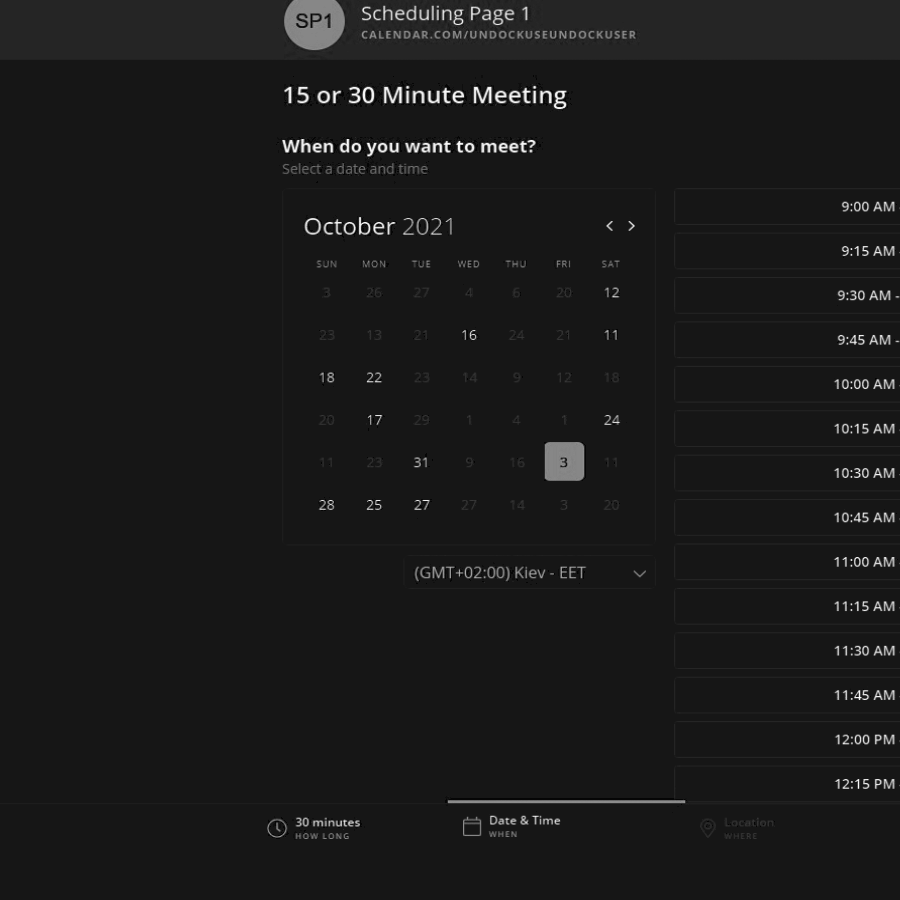 SP1
Scheduling Page 1
CALENDAR.COM/UNDOCKUSEUNDOCKUSER
15 or 30 Minute Meeting
When do you want to meet?
Select a date and time
October 2021
SUN MON TUE WED THU FRI SAT
3 26 27 4 6 20 12
23 13 21 16 24 21 11
18 22 23 14 9 12 18
20 17 29 1 4 1 24
11 23 31 9 16 3 11
28 25 27 27 14 3 20
(GMT+02:00) Kiev - EET
9:00 AM
9:15 AM
9:30 AM -
9:45 AM -
10:00 AM
10:15 AM
10:30 AM
10:45 AM
11:00 AM
11:15 AM
11:30 AM
11:45 AM
12:00 PM
12:15 PM
30 minutes
HOW LONG
Date & Time
WHEN
Location
WHERE